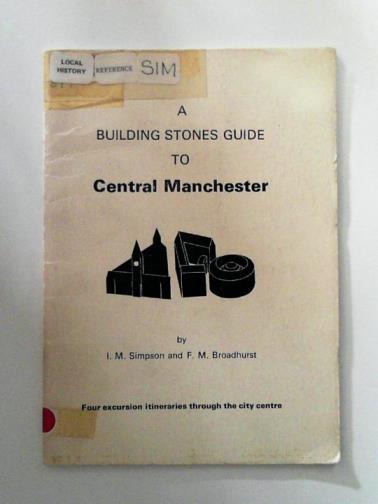 LOCAL
HISTORY
REFERENCE
SIM
A
BUILDING STONES GUIDE
TO
Central Manchester
by
I. M. Simpson and F. M. Broadhurst
Four excursion itineraries through the city centre